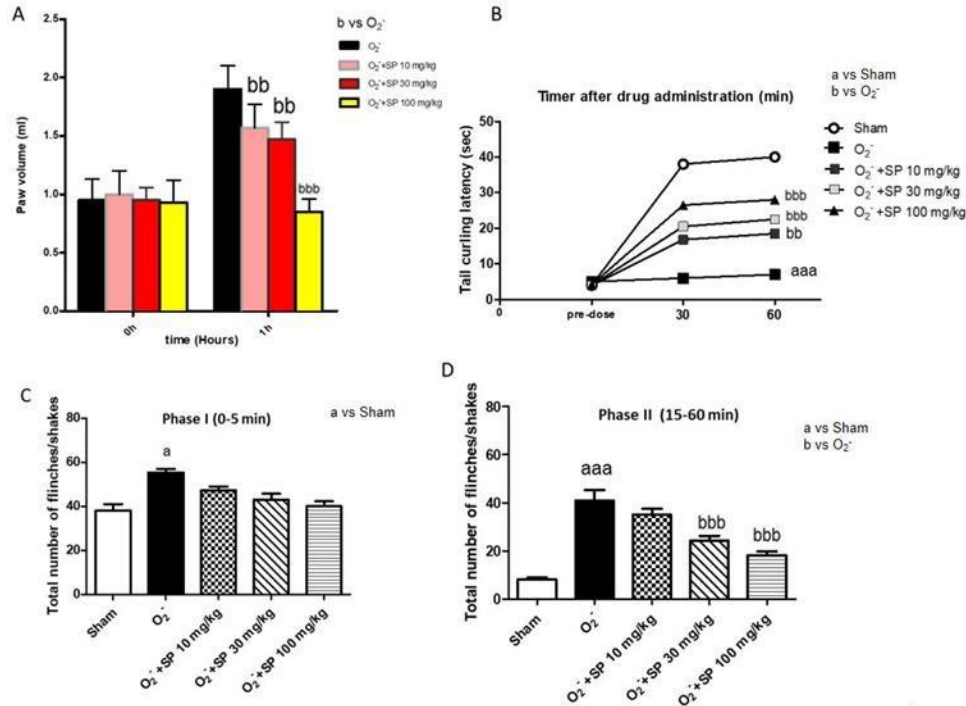 A
b vs O₂⁻
O₂⁻
O₂⁻+SP 10 mg/kg
O₂⁻+SP 30 mg/kg
O₂⁻+SP 100 mg/kg
Paw volume (ml)
2.5
2.0
1.5
1.0
0.5
0.0
bb
bb
bbb
0h
1h
time (Hours)
B
a vs Sham
b vs O₂⁻
Timer after drug administration (min)
Sham
O₂⁻
O₂⁻ +SP 10 mg/kg
O₂⁻ +SP 30 mg/kg
O₂⁻ +SP 100 mg/kg
Tail curling latency (sec)
50
40
30
20
10
0
bbb
bbb
bb
aaa
0
pre-dose
30
60
C
Phase I (0-5 min)
a vs Sham
Total number of flinches/shakes
80
60
40
20
0
a
Sham
O₂⁻
O₂⁻+SP 10 mg/kg
O₂⁻+SP 30 mg/kg
O₂⁻+SP 100 mg/kg
D
Phase II (15-60 min)
a vs Sham
b vs O₂⁻
Total number of flinches/shakes
80
60
40
20
0
aaa
bbb
bbb
Sham
O₂⁻
O₂⁻+SP 10 mg/kg
O₂⁻+SP 30 mg/kg
O₂⁻+SP 100 mg/kg